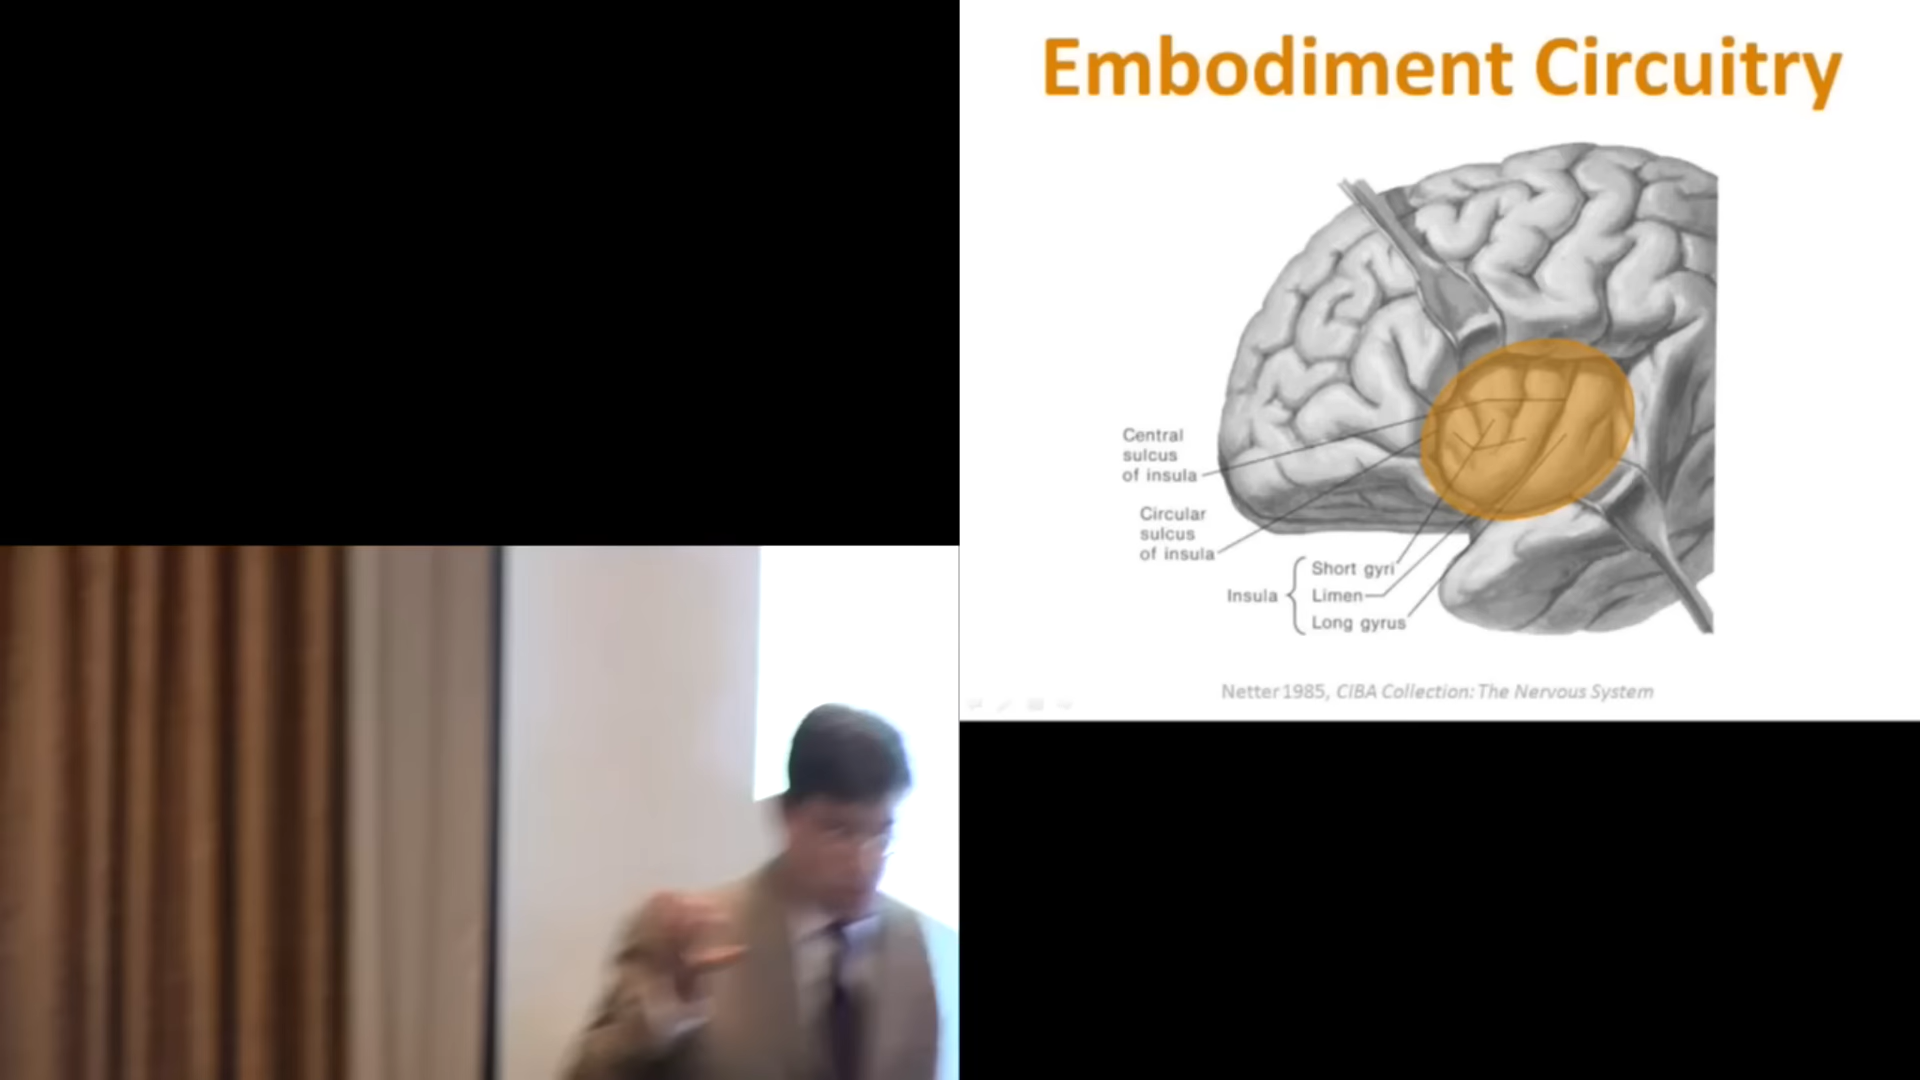 Embodiment Circuitry
Central
sulcus
of insula
Circular
sulcus
of insula
Insula
Short gyri
Limen
Long gyrus
Netter 1985, CIBA Collection: The Nervous System